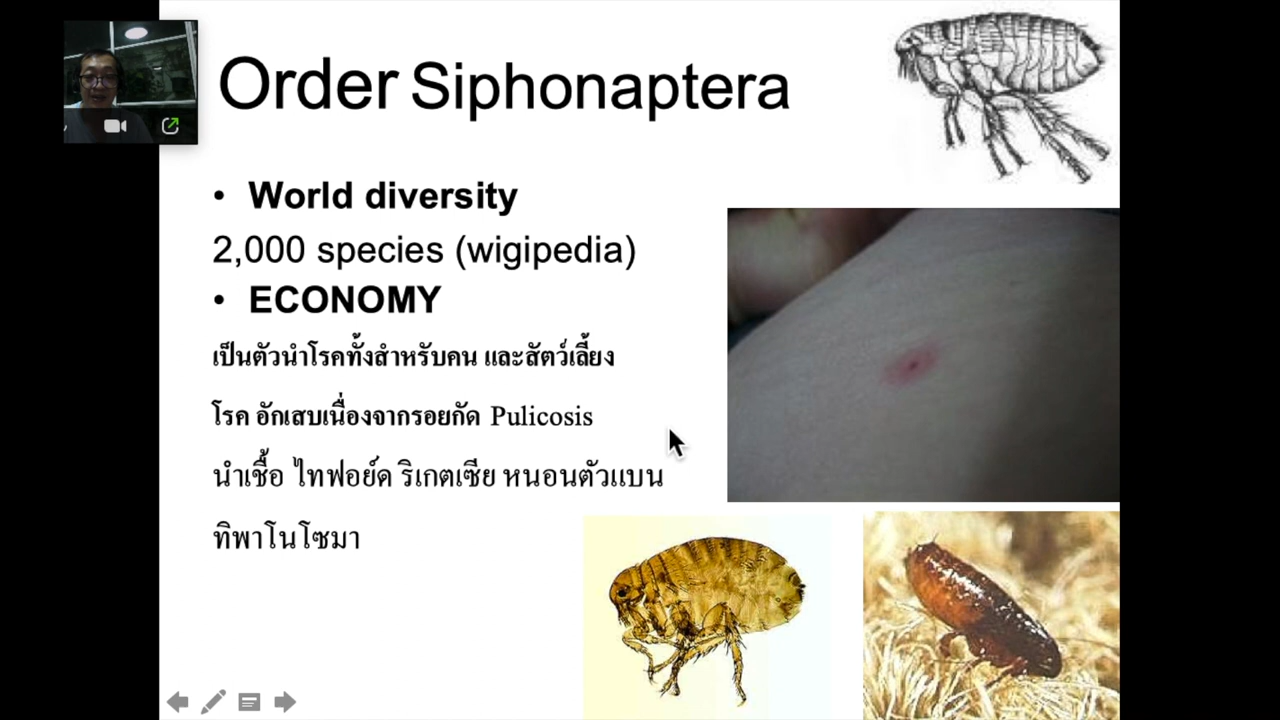 Order Siphonaptera
• World diversity
2,000 species (wigipedia)
• ECONOMY
เป็นตัวนำโรคทั้งสำหรับคน และสัตว์เลี้ยง
โรค อักเสบเนื่องจากรอยกัด Pulicosis
นำเชื้อ ไทฟอยด์ ริเกตเซีย หนอนตัวแบน
ทิพาโนโซมา